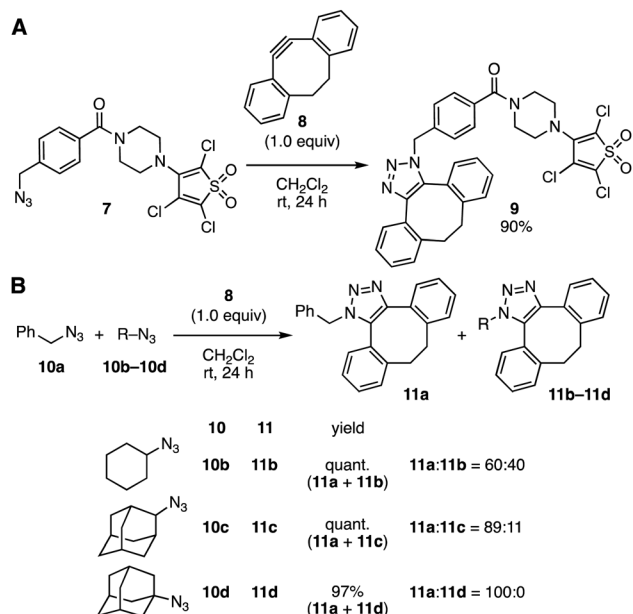 A
8
(1.0 equiv)
CH2Cl2
rt, 24 h
N3
O
N
N
Cl
S
O
O
Cl
Cl
7
O
N
N
Cl
S
O
O
Cl
Cl
N
N
N
9
90%
B
Ph N3 + R–N3
10a 10b–10d
8
(1.0 equiv)
CH2Cl2
rt, 24 h
Ph N N=N
11a
+
R N N=N
11b–11d
10 11 yield
N3 10b 11b quant. 11a:11b = 60:40
(11a + 11b)
N3 10c 11c quant. 11a:11c = 89:11
(11a + 11c)
N3 10d 11d 97% 11a:11d = 100:0
(11a + 11d)